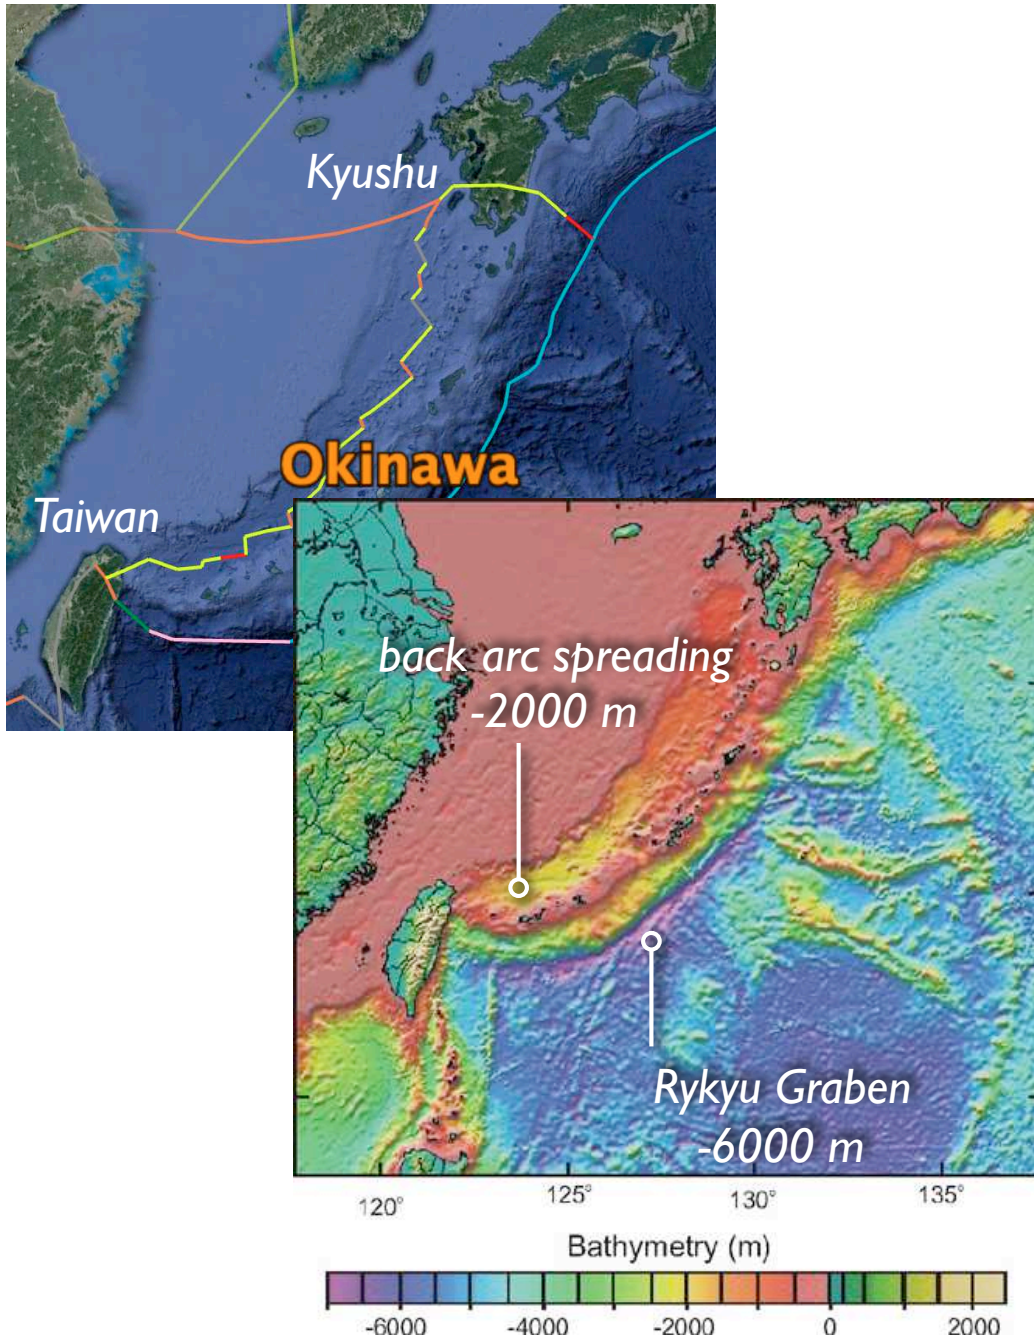 Kyushu
Okinawa
Taiwan
back arc spreading
-2000 m
Rykyu Graben
-6000 m
120°
125°
130°
135°
Bathymetry (m)
-6000
-4000
-2000
0
2000